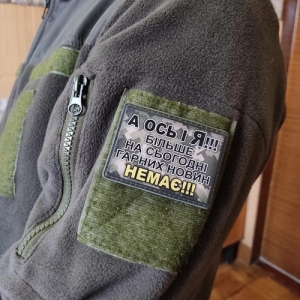 А ОСЬ І Я!!!
БІЛЬШЕ
НА СЬОГОДНІ
ГАРНИХ НОВИН
НЕМАЄ!!!